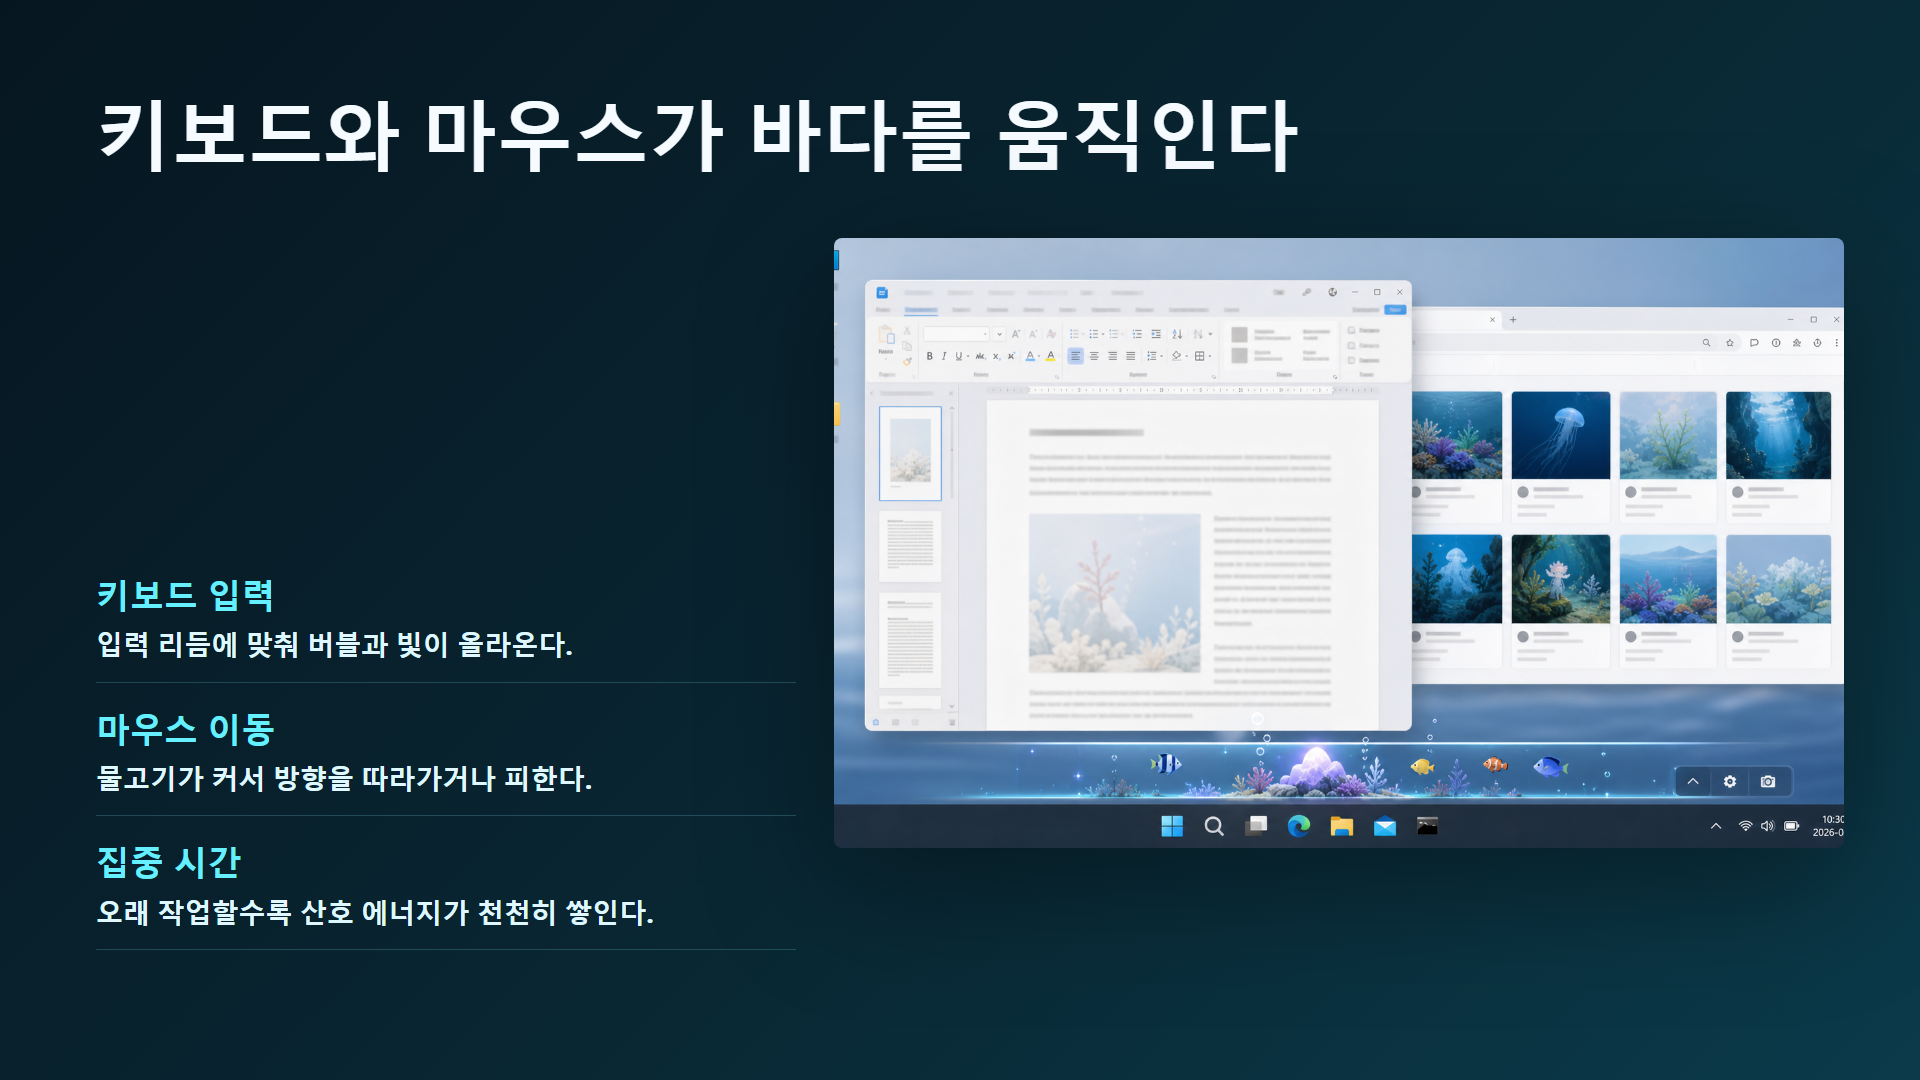 키보드와 마우스가 바다를 움직인다
키보드 입력
입력 리듬에 맞춰 버블과 빛이 올라온다.
마우스 이동
물고기가 커서 방향을 따라가거나 피한다.
집중 시간
오래 작업할수록 산호 에너지가 천천히 쌓인다.
10:30
2026-0